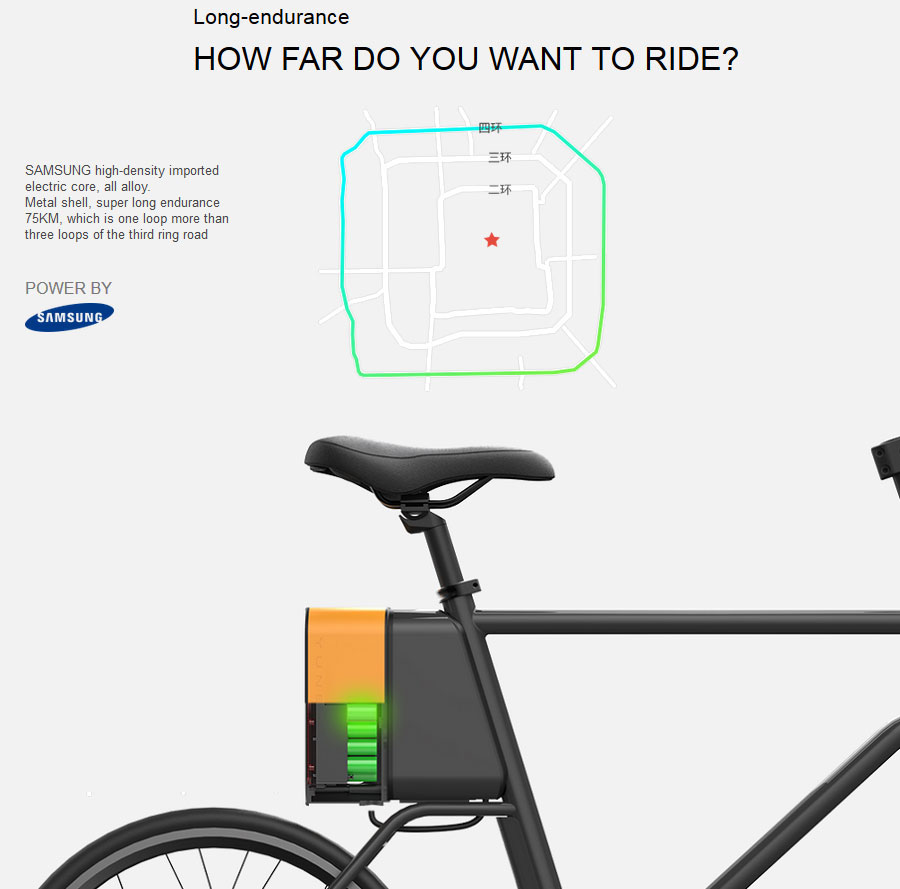 Long-endurance
HOW FAR DO YOU WANT TO RIDE?
四环
三环
二环
SAMSUNG high-density imported
electric core, all alloy.
Metal shell, super long endurance
75KM, which is one loop more than
three loops of the third ring road
POWER BY
SAMSUNG